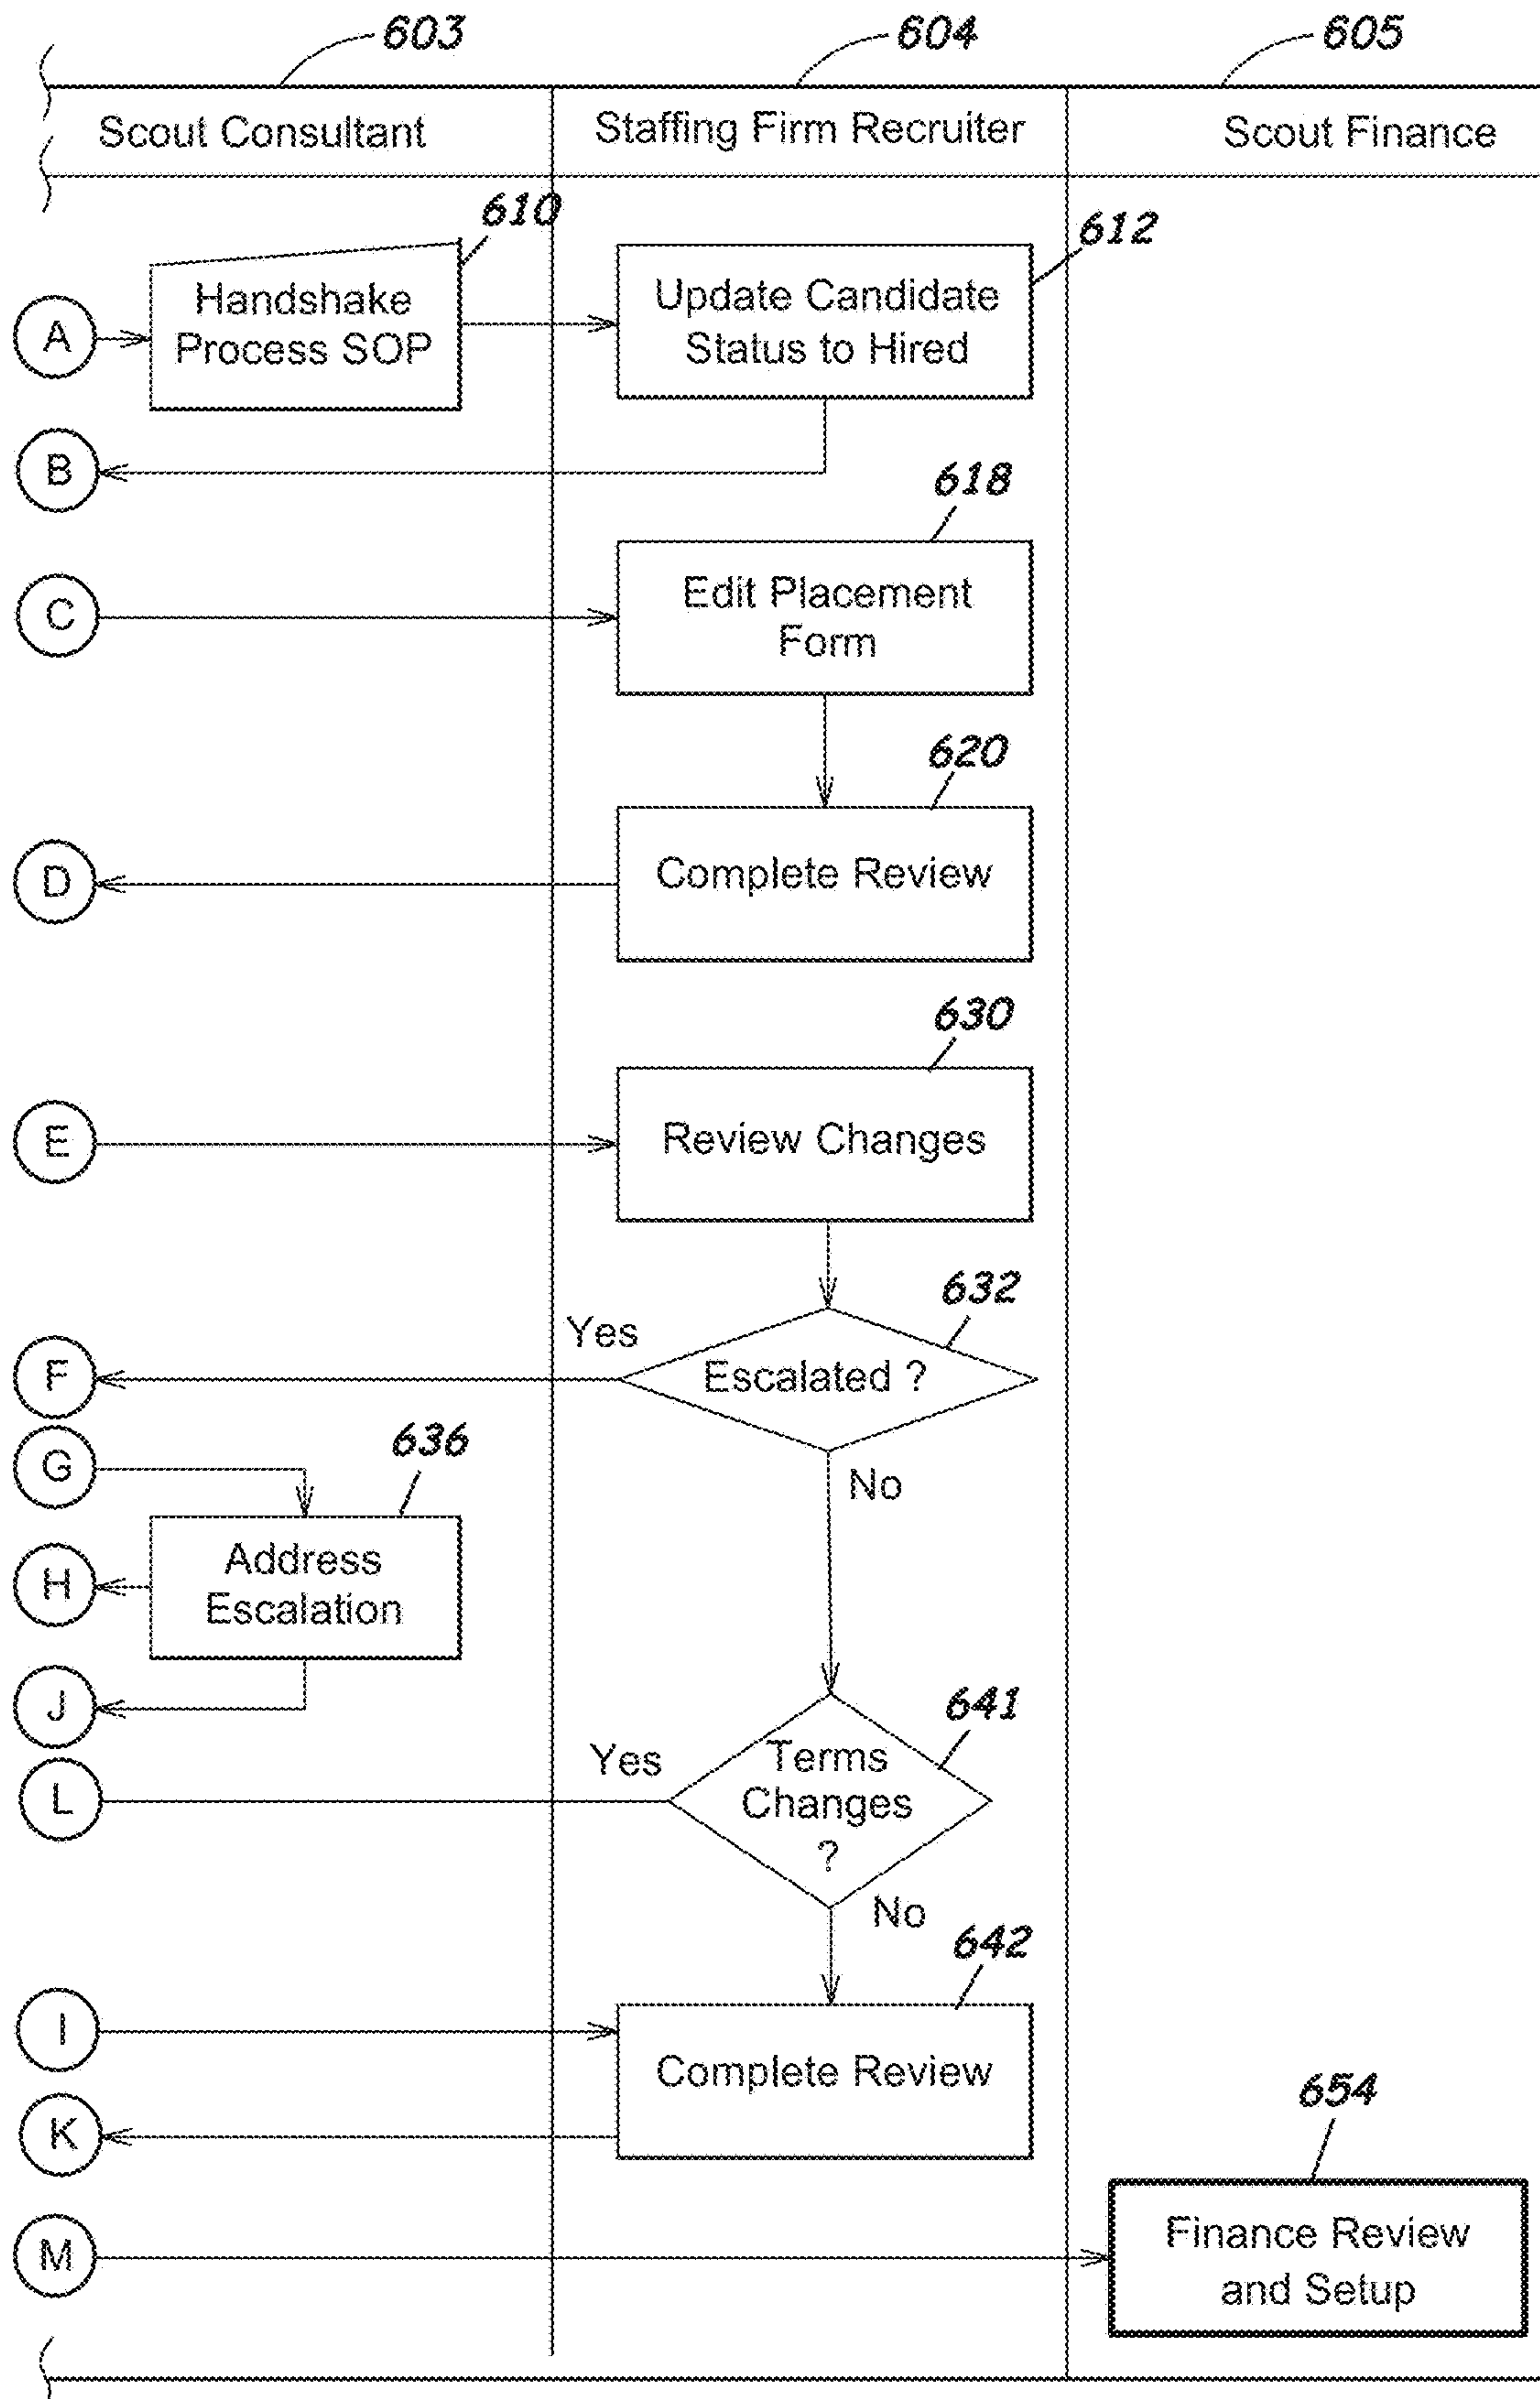 603
604
605
Scout Consultant
Staffing Firm Recruiter
Scout Finance
610
612
A
Handshake
Process SOP
Update Candidate
Status to Hired
B
618
C
Edit Placement
Form
620
D
Complete Review
630
E
Review Changes
632
Yes
F
Escalated ?
636
G
No
H
Address
Escalation
J
641
L
Yes
Terms
Changes
?
No
642
I
Complete Review
K
654
M
Finance Review
and Setup